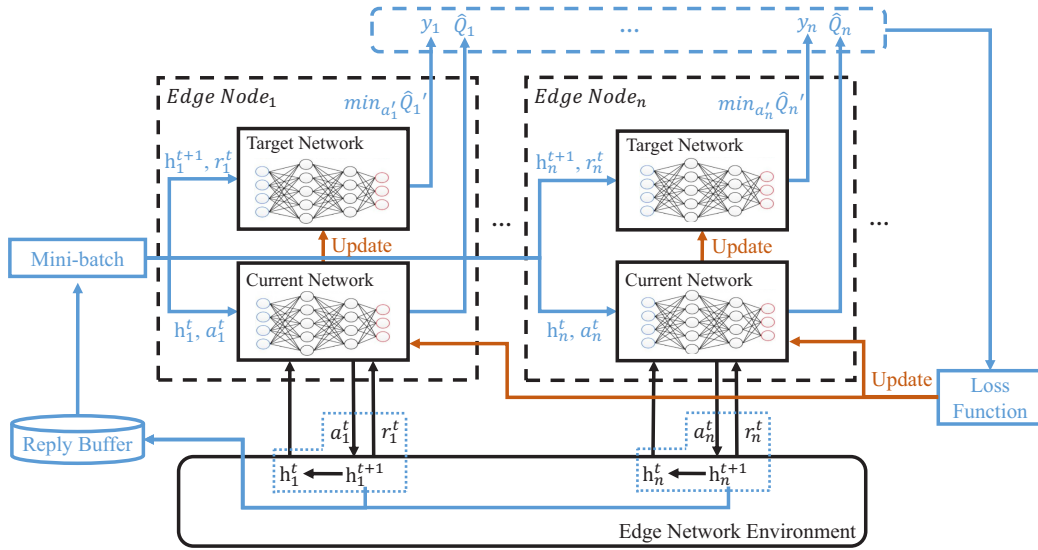 y₁ Q̂₁ ... yₙ Q̂ₙ
Edge Node₁
min_{a₁′} Q̂₁′
Edge Nodeₙ
min_{aₙ′} Q̂ₙ′
Target Network
h₁ᵗ⁺¹, r₁ᵗ
Target Network
hₙᵗ⁺¹, rₙᵗ
...
...
Update
Update
Mini-batch
Current Network
h₁ᵗ, a₁ᵗ
Current Network
hₙᵗ, aₙᵗ
Update
Loss
Function
Reply Buffer
a₁ᵗ r₁ᵗ
aₙᵗ rₙᵗ
h₁ᵗ h₁ᵗ⁺¹
hₙᵗ hₙᵗ⁺¹
Edge Network Environment